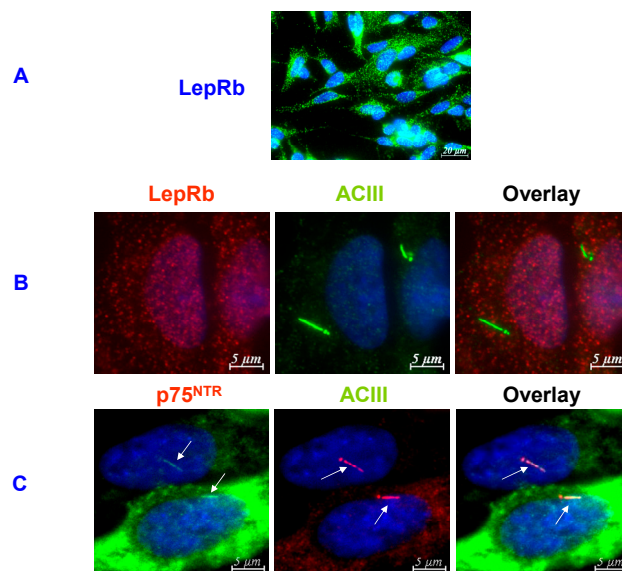 A
LepRb
20 µm
LepRb ACIII Overlay
B
5 µm 5 µm 5 µm
p75NTR ACIII Overlay
C
5 µm 5 µm 5 µm